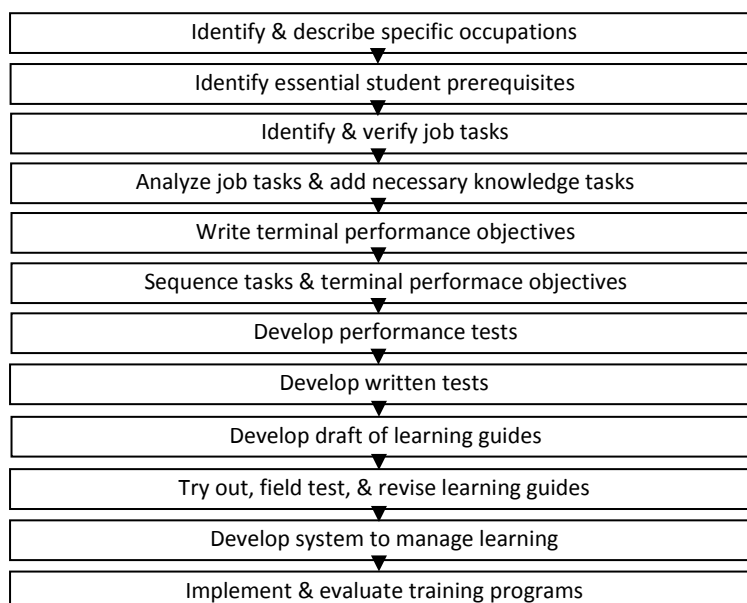 Identify & describe specific occupations
Identify essential student prerequisites
Identify & verify job tasks
Analyze job tasks & add necessary knowledge tasks
Write terminal performance objectives
Sequence tasks & terminal performace objectives
Develop performance tests
Develop written tests
Develop draft of learning guides
Try out, field test, & revise learning guides
Develop system to manage learning
Implement & evaluate training programs